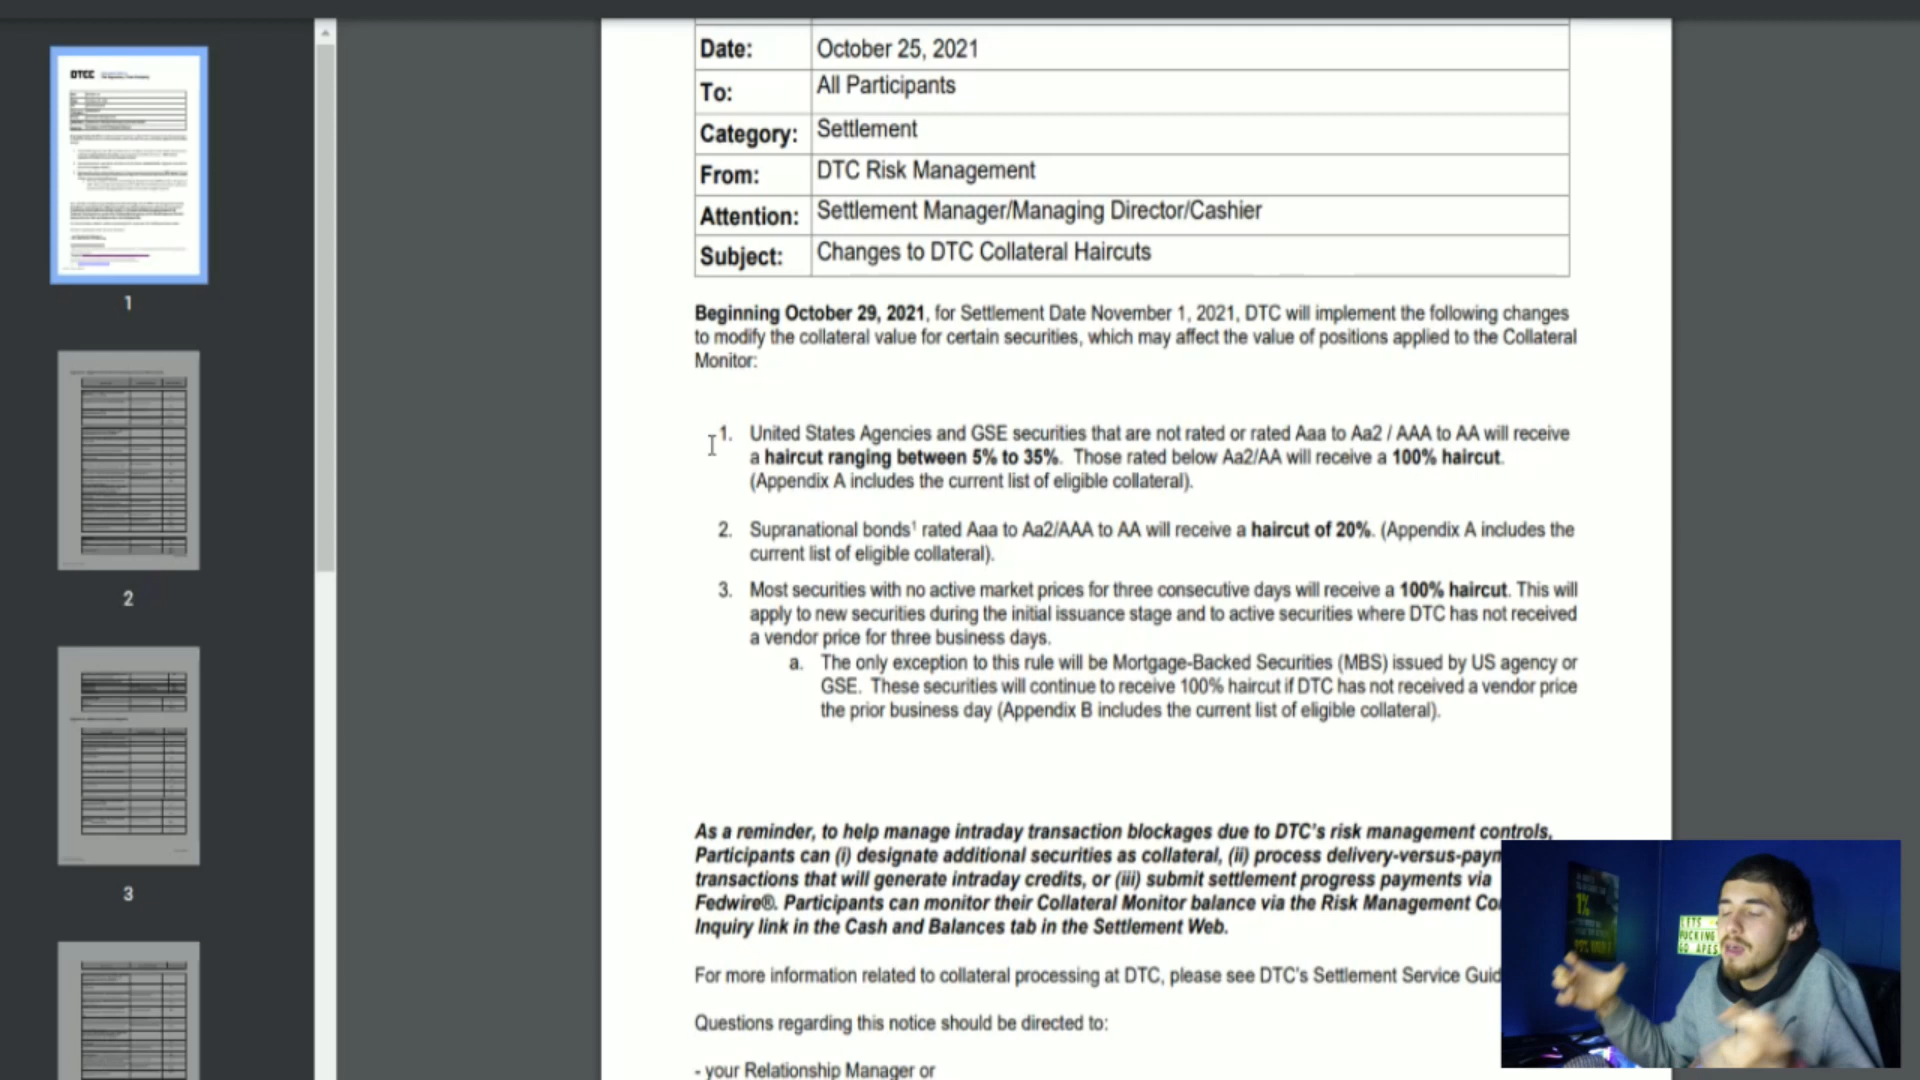 DTCC
Date: October 25, 2021
To: All Participants
Category: Settlement
From: DTC Risk Management
Attention: Settlement Manager/Managing Director/Cashier
Subject: Changes to DTC Collateral Haircuts
Beginning October 29, 2021, for Settlement Date November 1, 2021, DTC will implement the following changes
to modify the collateral value for certain securities, which may affect the value of positions applied to the Collateral
Monitor:
1. United States Agencies and GSE securities that are not rated or rated Aaa to Aa2 / AAA to AA will receive
a haircut ranging between 5% to 35%. Those rated below Aa2/AA will receive a 100% haircut.
(Appendix A includes the current list of eligible collateral).
2. Supranational bonds¹ rated Aaa to Aa2/AAA to AA will receive a haircut of 20%. (Appendix A includes the
current list of eligible collateral).
3. Most securities with no active market prices for three consecutive days will receive a 100% haircut. This will
apply to new securities during the initial issuance stage and to active securities where DTC has not received
a vendor price for three business days.
a. The only exception to this rule will be Mortgage-Backed Securities (MBS) issued by US agency or
GSE. These securities will continue to receive 100% haircut if DTC has not received a vendor price
the prior business day (Appendix B includes the current list of eligible collateral).
As a reminder, to help manage intraday transaction blockages due to DTC's risk management controls,
Participants can (i) designate additional securities as collateral, (ii) process delivery-versus-paym
transactions that will generate intraday credits, or (iii) submit settlement progress payments via
Fedwire®. Participants can monitor their Collateral Monitor balance via the Risk Management Co
Inquiry link in the Cash and Balances tab in the Settlement Web.
For more information related to collateral processing at DTC, please see DTC's Settlement Service Guid
Questions regarding this notice should be directed to:
- your Relationship Manager or
1
2
3
1%
LETS
FUCKING
GO APES